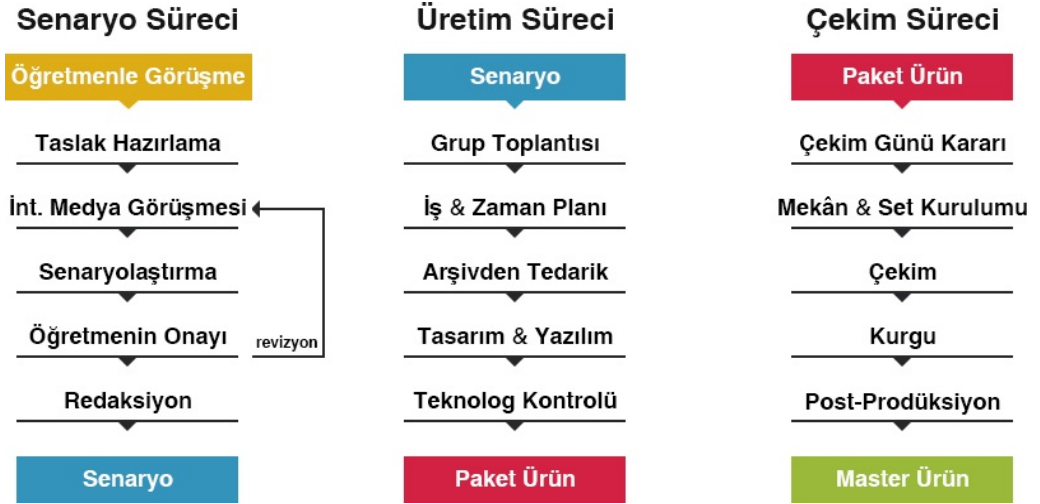 Senaryo Süreci
Öğretmenle Görüşme
Taslak Hazırlama
İnt. Medya Görüşmesi
Senaryolaştırma
Öğretmenin Onayı
revizyon
Redaksiyon
Senaryo
Üretim Süreci
Senaryo
Grup Toplantısı
İş & Zaman Planı
Arşivden Tedarik
Tasarım & Yazılım
Teknolog Kontrolü
Paket Ürün
Çekim Süreci
Paket Ürün
Çekim Günü Kararı
Mekân & Set Kurulumu
Çekim
Kurgu
Post-Prodüksiyon
Master Ürün